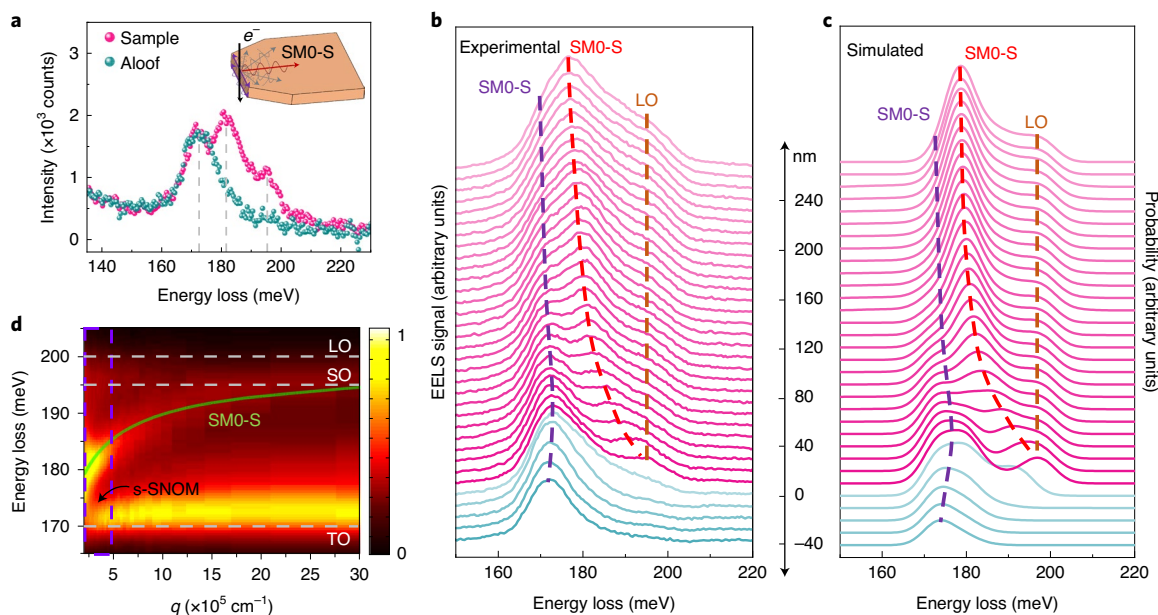 a
Sample
Aloof
e–
SM0-S
3
2
1
0
Intensity (×10³ counts)
140 160 180 200 220
Energy loss (meV)
b
Experimental
SM0-S
SM0-S
LO
EELS signal (arbitrary units)
160 180 200 220
Energy loss (meV)
nm
240
200
160
120
80
40
0
–40
c
Simulated
SM0-S
SM0-S
LO
Probability (arbitrary units)
160 180 200 220
Energy loss (meV)
d
200
190
180
170
Energy loss (meV)
LO
SO
SM0-S
s-SNOM
TO
1
0
5 10 15 20 25 30
q (×10⁵ cm⁻¹)